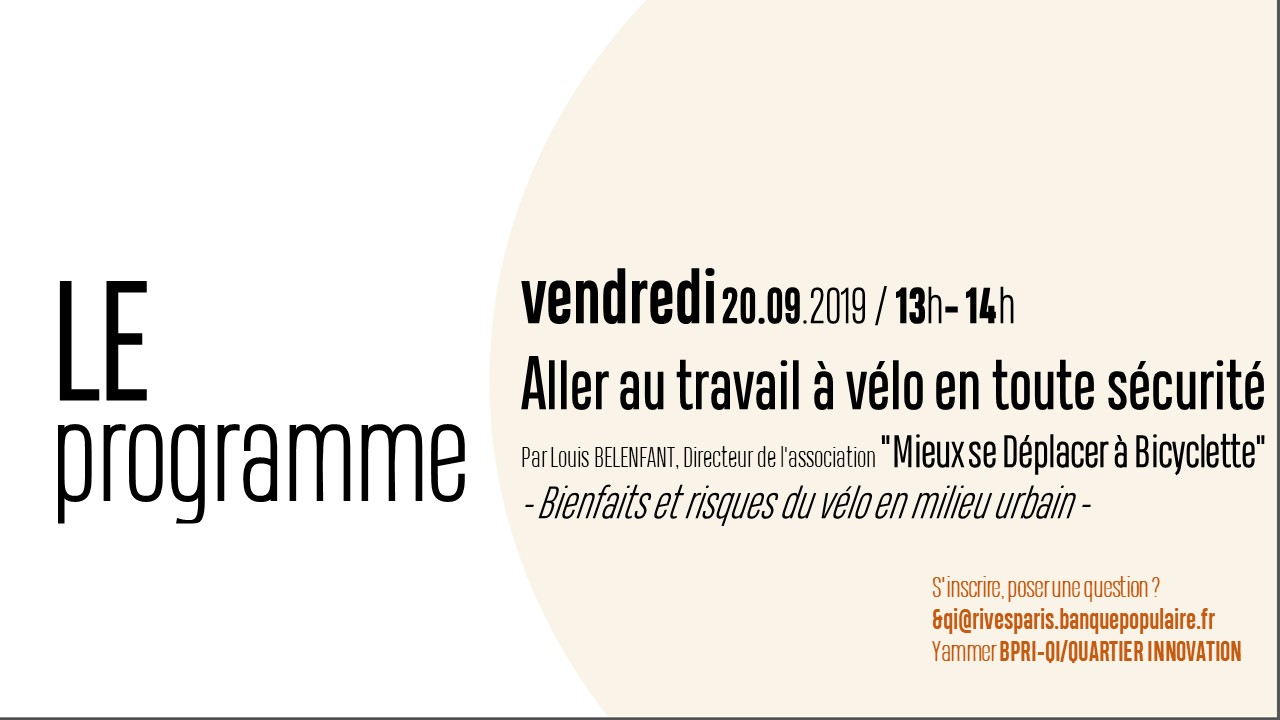 LE
programme
vendredi 20.09.2019 / 13h- 14h
Aller au travail à vélo en toute sécurité
Par Louis BELENFANT, Directeur de l'association "Mieux se Déplacer à Bicyclette"
- Bienfaits et risques du vélo en milieu urbain -
S'inscrire, poser une question ?
&qi@rivesparis.banquepopulaire.fr
Yammer BPRI-QI/QUARTIER INNOVATION